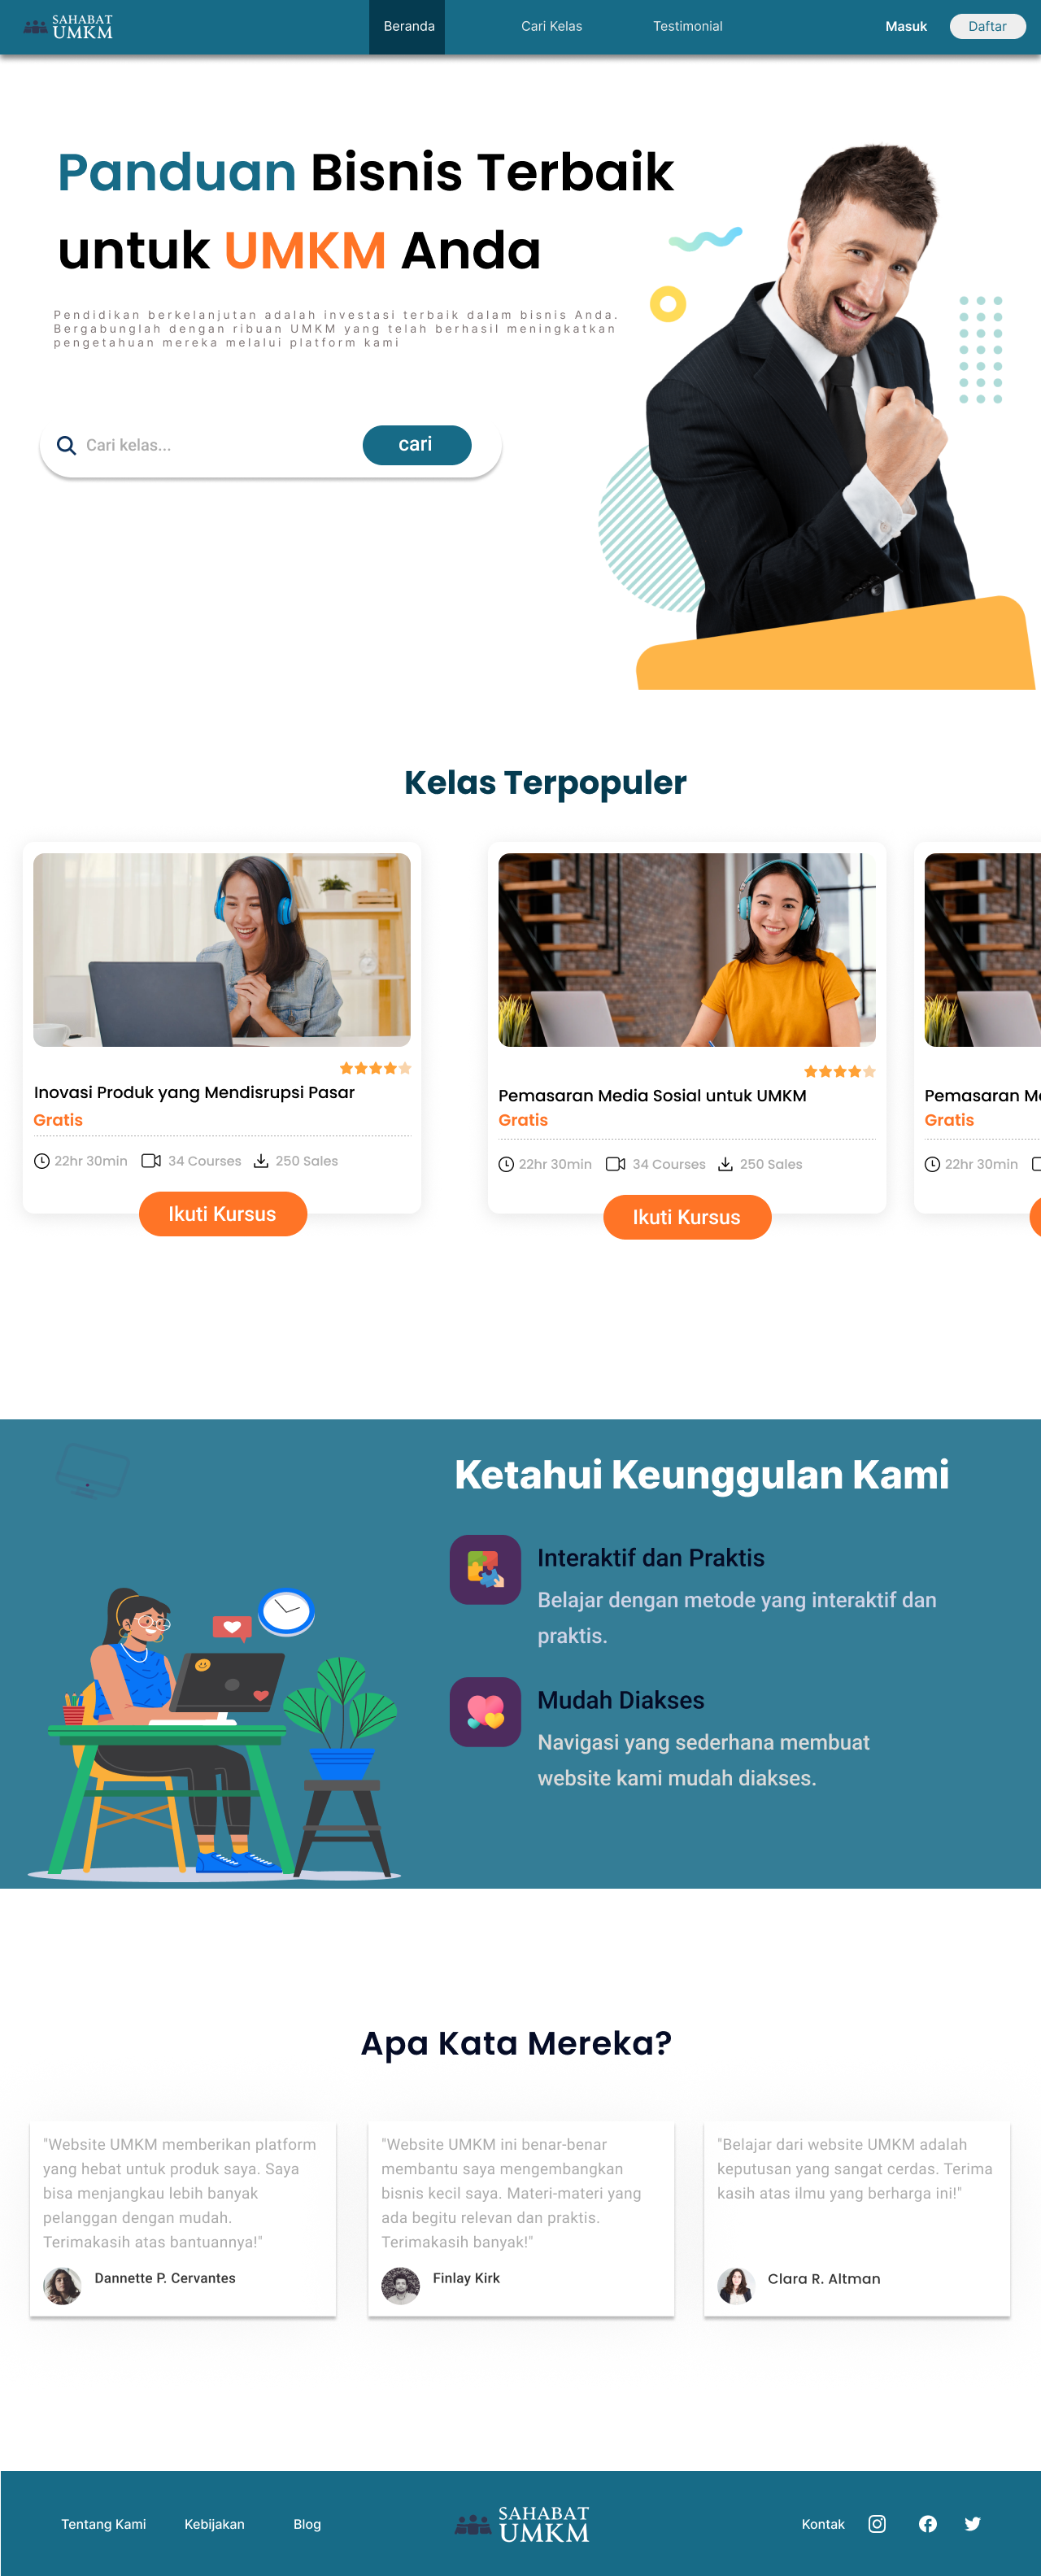 SAHABAT
UMKM
Beranda
Cari Kelas
Testimonial
Masuk
Daftar
Panduan Bisnis Terbaik
untuk UMKM Anda
Pendidikan berkelanjutan adalah investasi terbaik dalam bisnis Anda.
Bergabunglah dengan ribuan UMKM yang telah berhasil meningkatkan
pengetahuan mereka melalui platform kami
Cari kelas...
cari
Kelas Terpopuler
Inovasi Produk yang Mendisrupsi Pasar
Gratis
22hr 30min
34 Courses
250 Sales
Ikuti Kursus
Pemasaran Media Sosial untuk UMKM
Gratis
22hr 30min
34 Courses
250 Sales
Ikuti Kursus
Pemasaran
Gratis
22hr 30min
Ketahui Keunggulan Kami
Interaktif dan Praktis
Belajar dengan metode yang interaktif dan
praktis.
Mudah Diakses
Navigasi yang sederhana membuat
website kami mudah diakses.
Apa Kata Mereka?
"Website UMKM memberikan platform
yang hebat untuk produk saya. Saya
bisa menjangkau lebih banyak
pelanggan dengan mudah.
Terimakasih atas bantuannya!"
Dannette P. Cervantes
"Website UMKM ini benar-benar
membantu saya mengembangkan
bisnis kecil saya. Materi-materi yang
ada begitu relevan dan praktis.
Terimakasih banyak!"
Finlay Kirk
"Belajar dari website UMKM adalah
keputusan yang sangat cerdas. Terima
kasih atas ilmu yang berharga ini!"
Clara R. Altman
Tentang Kami
Kebijakan
Blog
SAHABAT
UMKM
Kontak